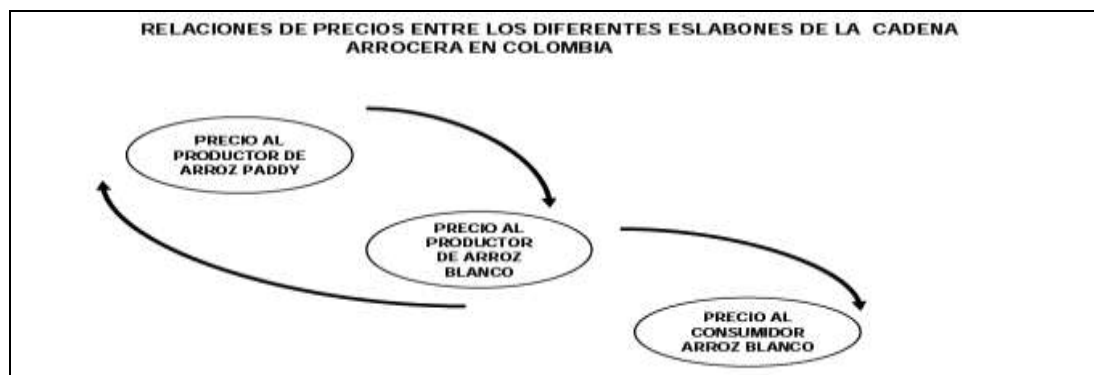 RELACIONES DE PRECIOS ENTRE LOS DIFERENTES ESLABONES DE LA CADENA
ARROCERA EN COLOMBIA
PRECIO AL
PRODUCTOR DE
ARROZ PADDY
PRECIO AL
PRODUCTOR
DE ARROZ
BLANCO
PRECIO AL
CONSUMIDOR
ARROZ BLANCO